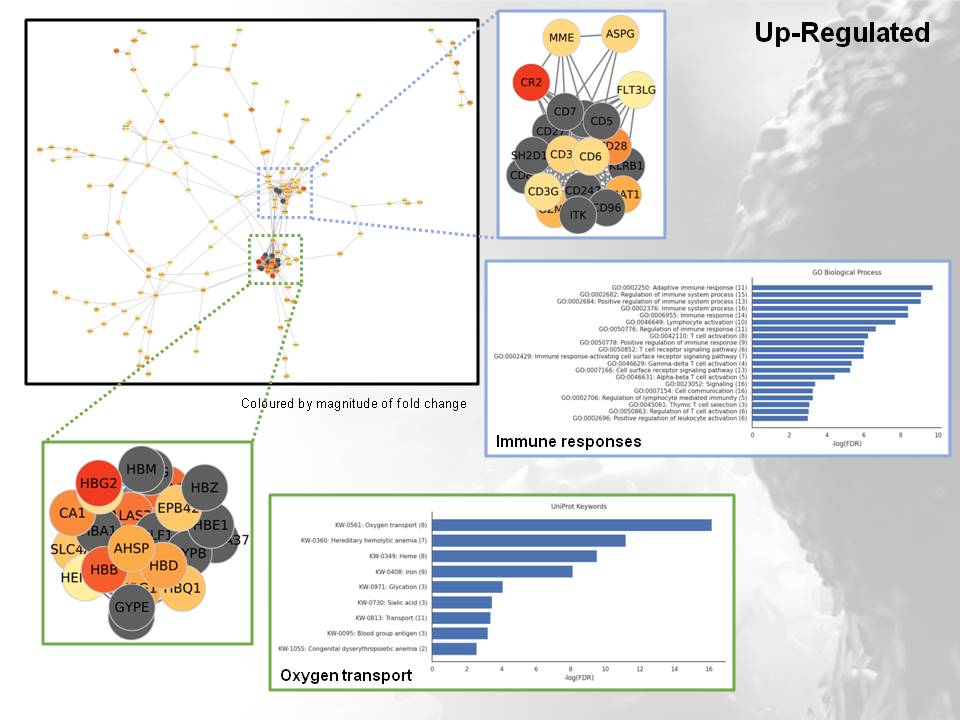 Up-Regulated
MME
ASPG
CR2
FLT3LG
CD7
CD5
CD27
CD28
SH2D1
CD3
CD6
KLRB1
CD3G
CD247
CD96
ITK
Coloured by magnitude of fold change
GO Biological Process
GO:0002250: Adaptive immune response (11)
GO:0002682: Regulation of immune system process (15)
GO:0002684: Positive regulation of immune system process (13)
GO:0002376: Immune system process (16)
GO:0006955: Immune response (14)
GO:0046649: Lymphocyte activation (10)
GO:0050776: Regulation of immune response (11)
GO:0042110: T cell activation (8)
GO:0050778: Positive regulation of immune response (9)
GO:0050852: T cell receptor signaling pathway (6)
GO:0002429: Immune response-activating cell surface receptor signaling pathway (7)
GO:0046629: Gamma-delta T cell activation (4)
GO:0007166: Cell surface receptor signaling pathway (13)
GO:0046631: Alpha-beta T cell activation (5)
GO:0023052: Signaling (16)
GO:0007154: Cell communication (16)
GO:0002706: Regulation of lymphocyte mediated immunity (5)
GO:0045061: Thymic T cell selection (3)
GO:0050863: Regulation of T cell activation (6)
GO:0002696: Positive regulation of leukocyte activation (6)
0 2 4 6 8 10
-log(FDR)
Immune responses
HBM
HBG2
HBZ
CA1
ALAS2
EPB42
HBA1
HBE1
SLC4
AHSP
YPB
A37
HBB
HBD
HBQ1
GYPE
UniProt Keywords
KW-0561: Oxygen transport (8)
KW-0360: Hereditary hemolytic anemia (7)
KW-0349: Heme (8)
KW-0408: Iron (9)
KW-0971: Glycation (3)
KW-0730: Sialic acid (3)
KW-0813: Transport (11)
KW-0095: Blood group antigen (3)
KW-1055: Congenital dyserythropoietic anemia (2)
0 2 4 6 8 10 12 14 16
-log(FDR)
Oxygen transport